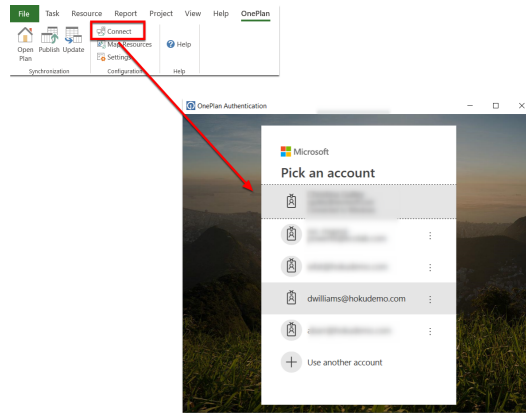 File Task Resource Report Project View Help OnePlan
Connect
Open Publish Update Map Resources Help
Plan Settings
Synchronization Configuration Help
OnePlan Authentication
Microsoft
Pick an account
dwilliams@hokudemo.com
Use another account